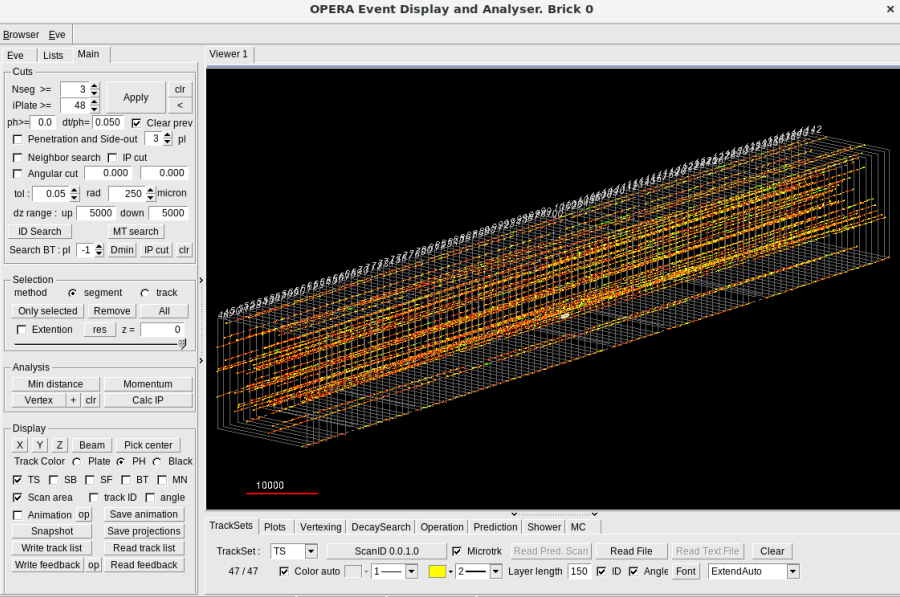 OPERA Event Display and Analyser. Brick 0
×
Browser Eve
Eve Lists Main
Viewer 1
Cuts
Nseg >= 3 clr
Apply
iPlate >= 48 <
ph>= 0.0 dt/ph= 0.050 Clear prev
Penetration and Side-out 3 pl
Neighbor search IP cut
Angular cut 0.000 0.000
tol : 0.05 rad 250 micron
dz range : up 5000 down 5000
ID Search MT search
Search BT : pl -1 Dmin IP cut clr
Selection
method segment track
Only selected Remove All
Extention res z = 0
Analysis
Min distance Momentum
Vertex + clr Calc IP
Display
X Y Z Beam Pick center
Track Color Plate PH Black
TS SB SF BT MN
Scan area track ID angle
Animation op Save animation
Snapshot Save projections
Write track list Read track list
Write feedback op Read feedback
10000
TrackSets Plots Vertexing DecaySearch Operation Prediction Shower MC
TrackSet : TS ScanID 0.0.1.0 Microtrk Read Pred. Scan Read File Read Text File Clear
47 / 47 Color auto 1 2 Layer length 150 ID Angle Font ExtendAuto